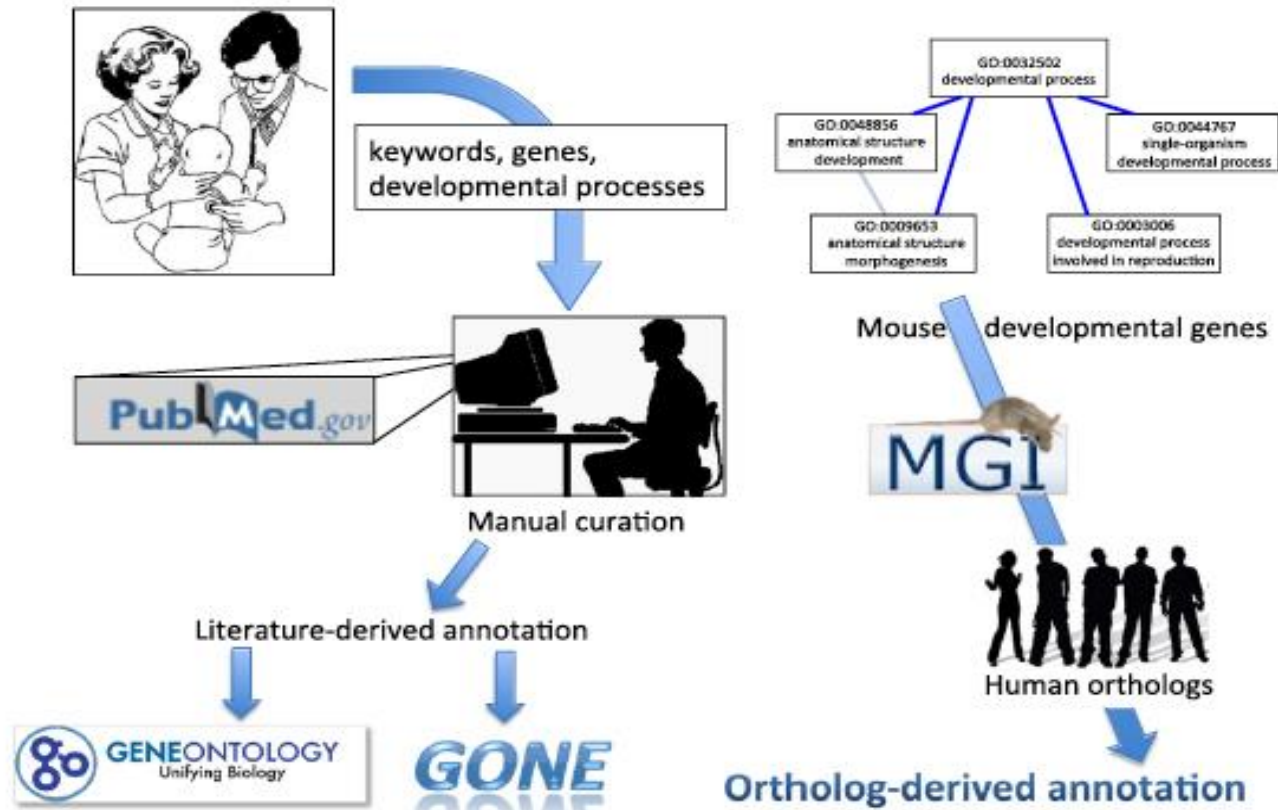 keywords, genes,
developmental processes
PubMed.gov
Manual curation
Literature-derived annotation
go GENEONTOLOGY
Unifying Biology
GONE
GO:0032502
developmental process
GO:0048856
anatomical structure
development
GO:0044767
single-organism
developmental process
GO:0009653
anatomical structure
morphogenesis
GO:0003006
developmental process
involved in reproduction
Mouse developmental genes
MGI
Human orthologs
Ortholog-derived annotation